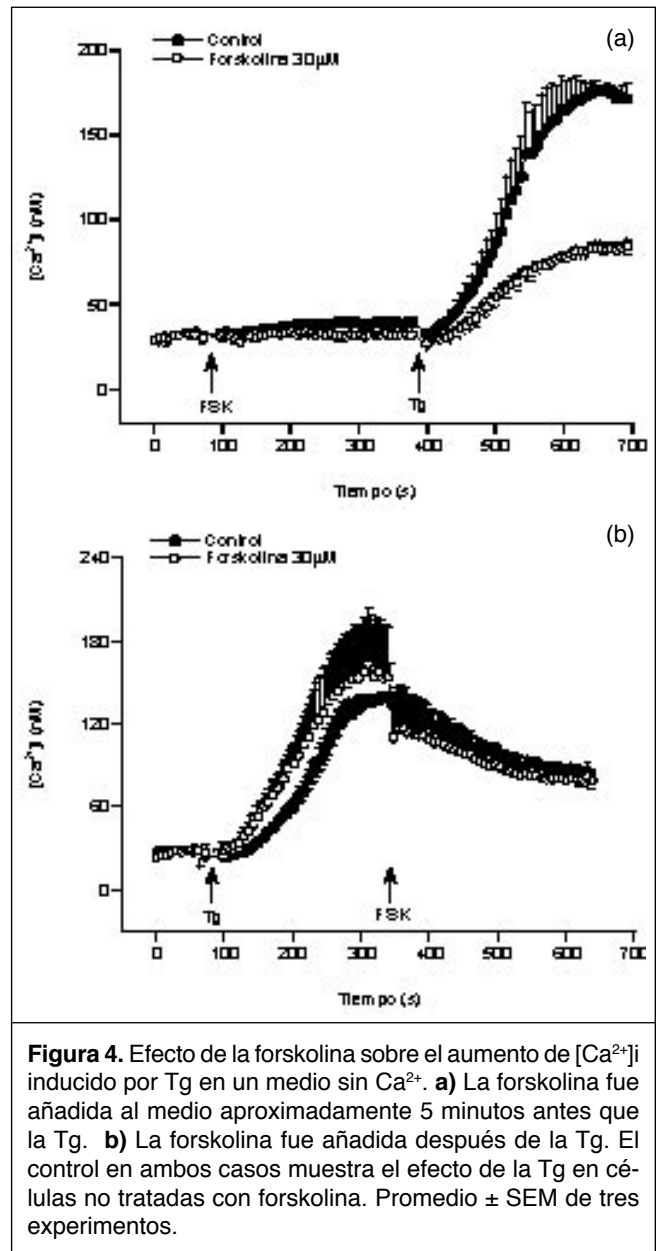 Control
Forskolina 30µM
(a)
200
150
100
50
0
[Ca²⁺]i (nM)
FSK
Tg
0 100 200 300 400 500 600 700
Tiempo (s)
(b)
Control
Forskolina 30µM
240
180
120
60
0
[Ca²⁺]i (nM)
Tg
FSK
0 100 200 300 400 500 600 700
Tiempo (s)
Figura 4. Efecto de la forskolina sobre el aumento de [Ca²⁺]i
inducido por Tg en un medio sin Ca²⁺. a) La forskolina fue
añadida al medio aproximadamente 5 minutos antes que
la Tg. b) La forskolina fue añadida después de la Tg. El
control en ambos casos muestra el efecto de la Tg en cé-
lulas no tratadas con forskolina. Promedio ± SEM de tres
experimentos.